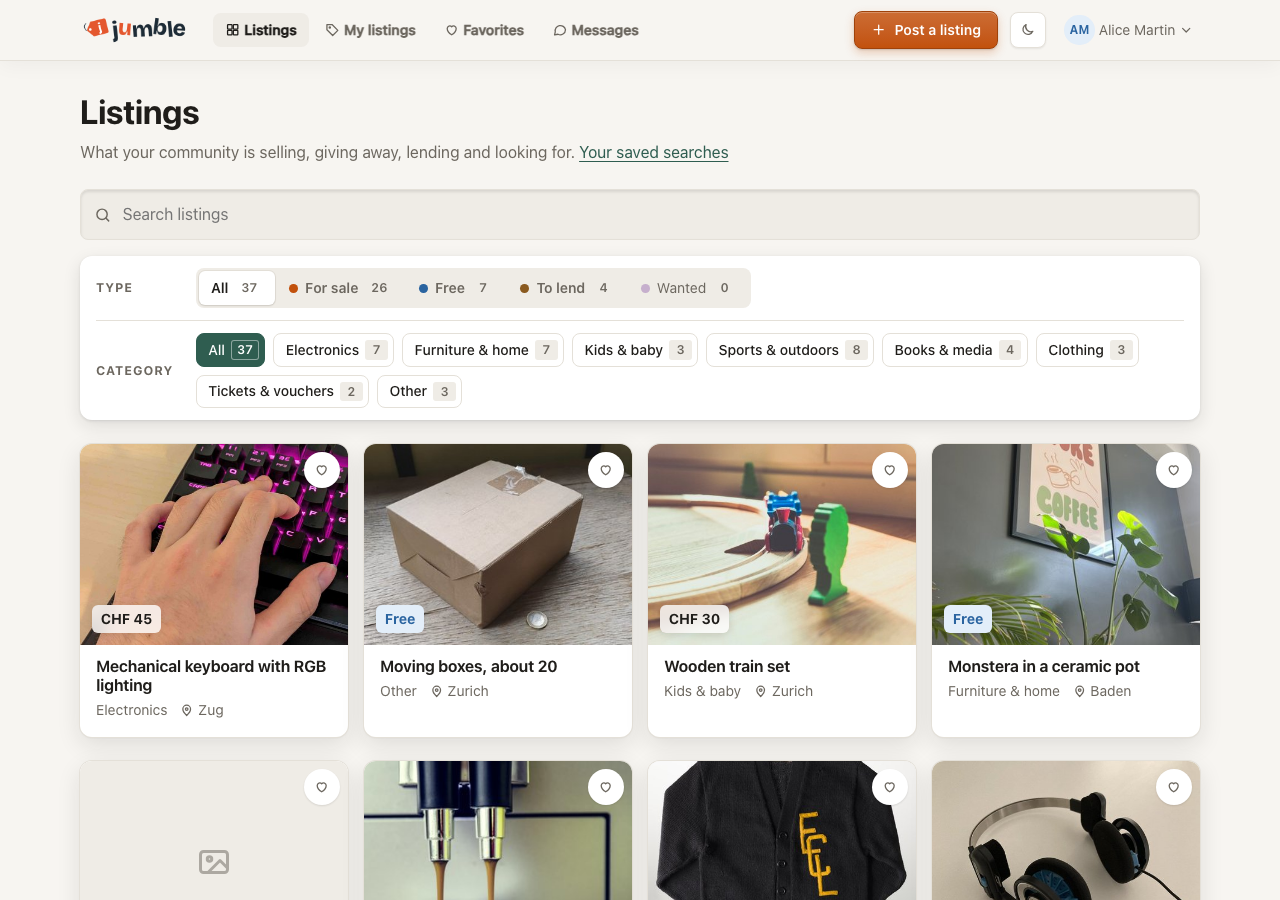 jumble
Listings
My listings
Favorites
Messages
Post a listing
AM
Alice Martin
Listings
What your community is selling, giving away, lending and looking for. Your saved searches
Search listings
TYPE
All 37
For sale 26
Free 7
To lend 4
Wanted 0
CATEGORY
All 37
Electronics 7
Furniture & home 7
Kids & baby 3
Sports & outdoors 8
Books & media 4
Clothing 3
Tickets & vouchers 2
Other 3
CHF 45
Mechanical keyboard with RGB
lighting
Electronics
Zug
Free
Moving boxes, about 20
Other
Zurich
CHF 30
Wooden train set
Kids & baby
Zurich
COFFEE
Free
Monstera in a ceramic pot
Furniture & home
Baden